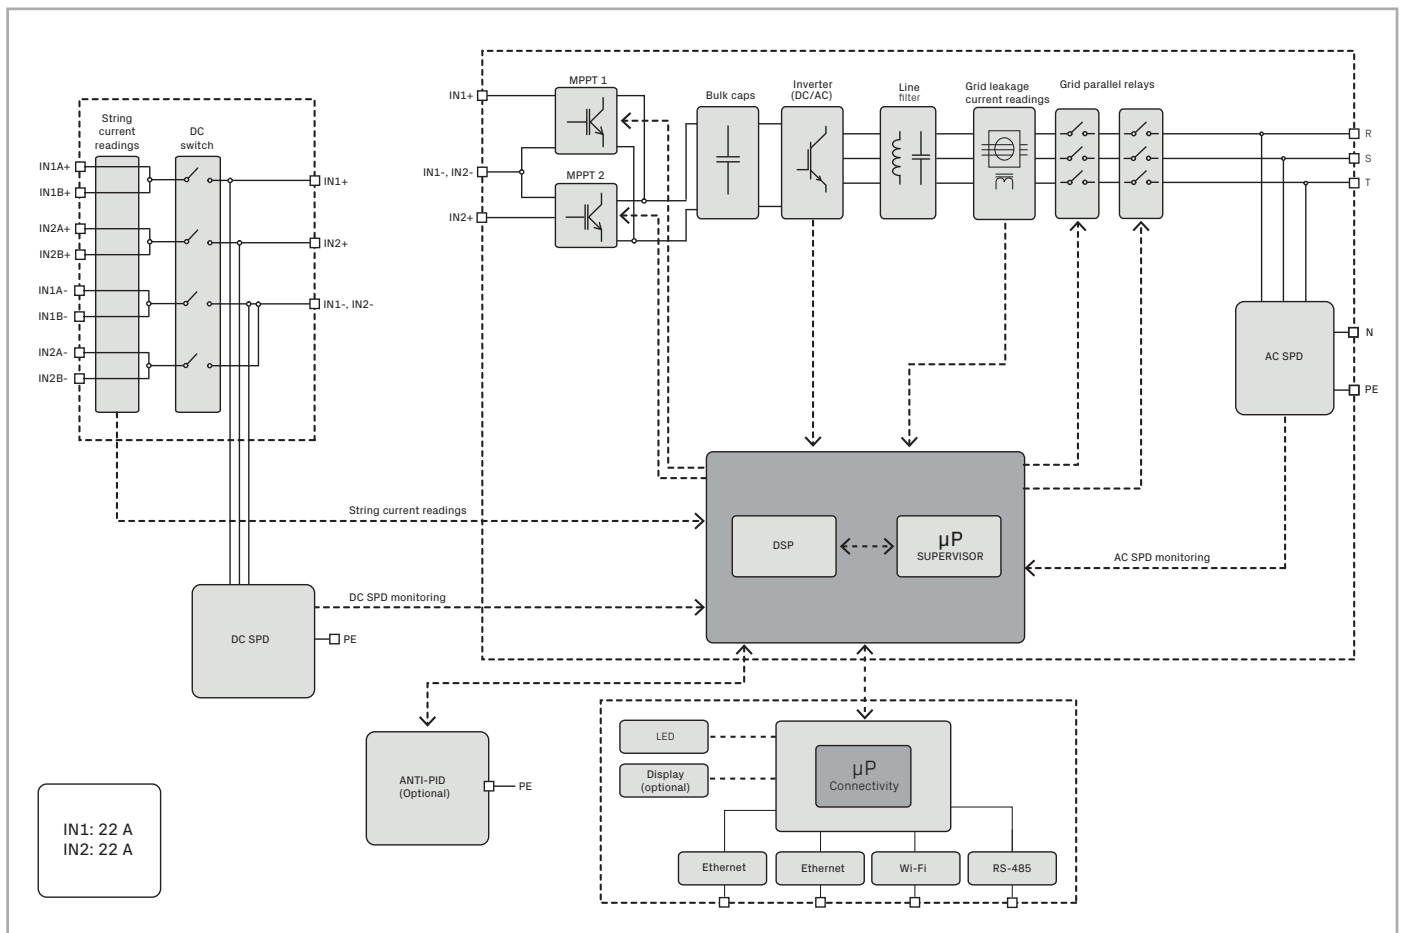 String
current
readings
DC
switch
IN1A+
IN1B+
IN2A+
IN2B+
IN1A-
IN1B-
IN2A-
IN2B-
IN1+
IN2+
IN1-, IN2-
IN1+
IN1-, IN2-
IN2+
MPPT 1
MPPT 2
Bulk caps
Inverter
(DC/AC)
Line
filter
Grid leakage
current readings
Grid parallel relays
R
S
T
N
PE
AC SPD
String current readings
DC SPD monitoring
AC SPD monitoring
DSP
µP
SUPERVISOR
DC SPD
PE
ANTI-PID
(Optional)
PE
LED
Display
(optional)
µP
Connectivity
Ethernet
Ethernet
Wi-Fi
RS-485
IN1: 22 A
IN2: 22 A